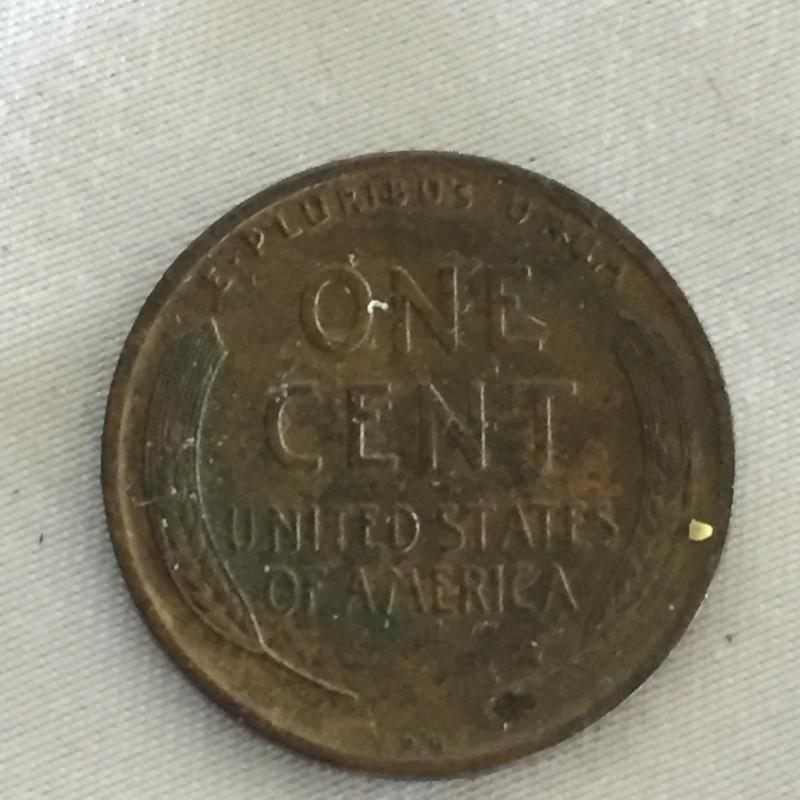 E·PLURIBUS UNUM
ONE
CENT
UNITED STATES
OF AMERICA